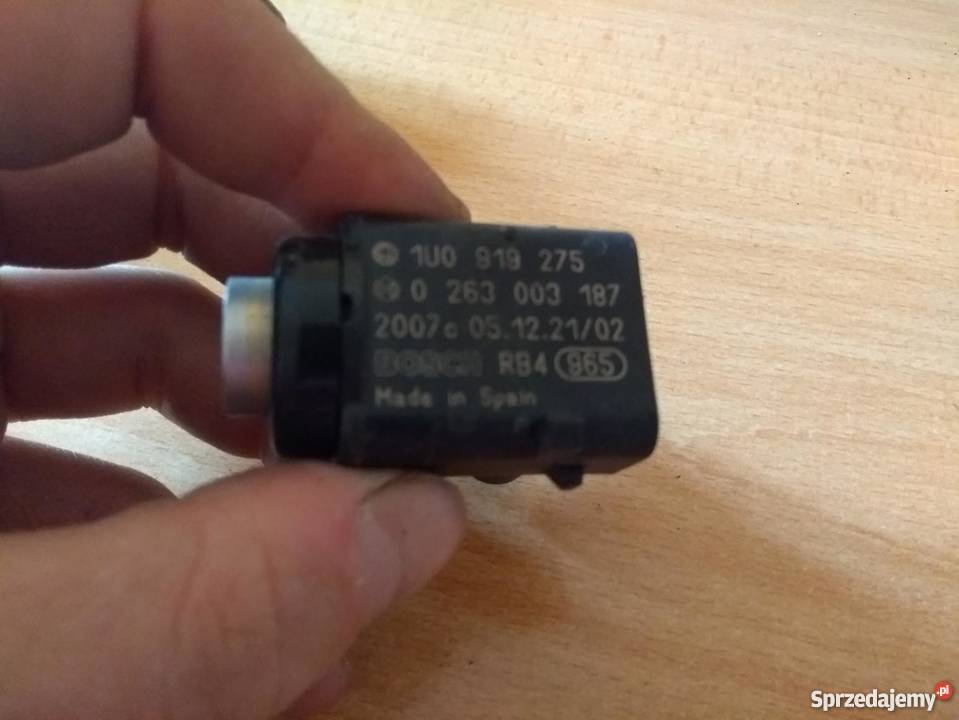 1U0 919 275
0 263 003 187
2007c 05.12.21/02
BOSCH RB4 965
Made in Spain
Sprzedajemy.pl